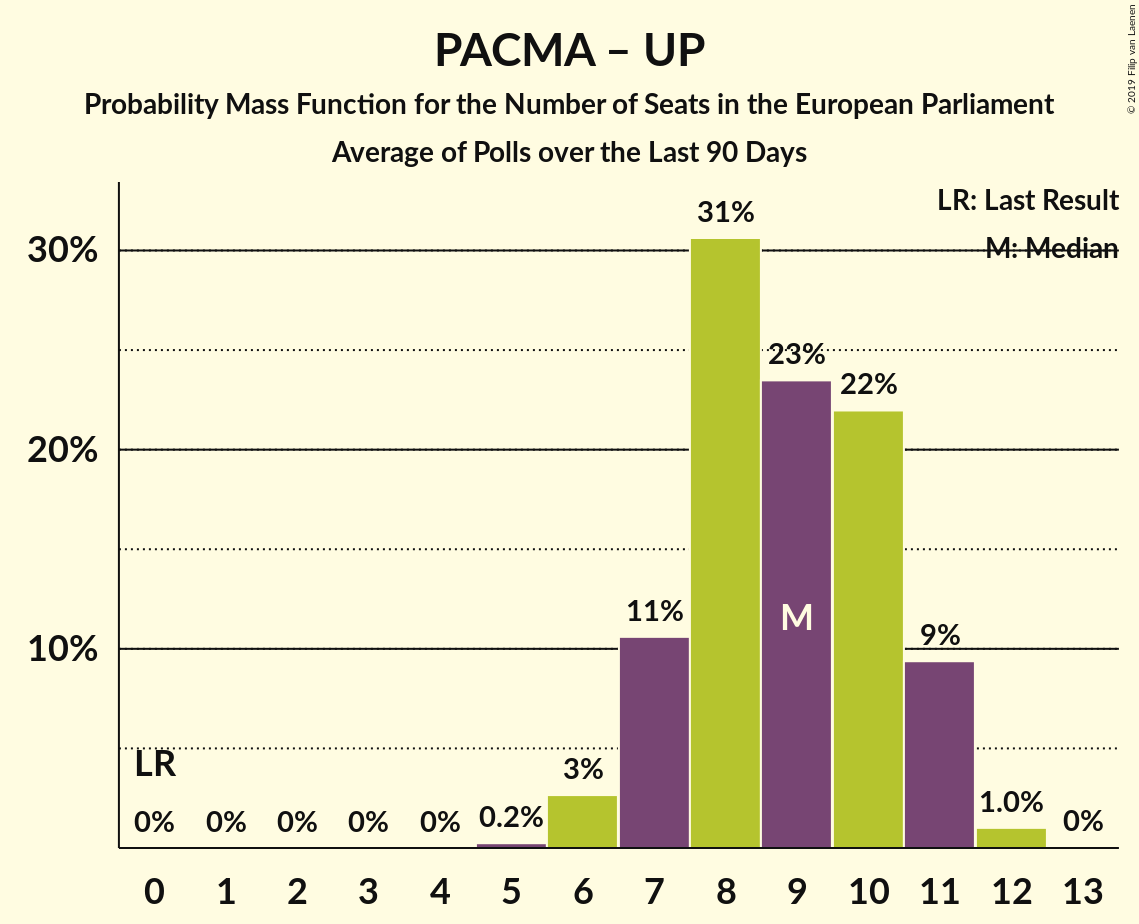 PACMA – UP
Probability Mass Function for the Number of Seats in the European Parliament
Average of Polls over the Last 90 Days
© 2019 Filip van Laenen
LR: Last Result
M: Median
30%
20%
10%
31%
23%
22%
11%
9%
3%
1.0%
0.2%
0%
0%
0%
0%
0%
0%
LR
M
0 1 2 3 4 5 6 7 8 9 10 11 12 13